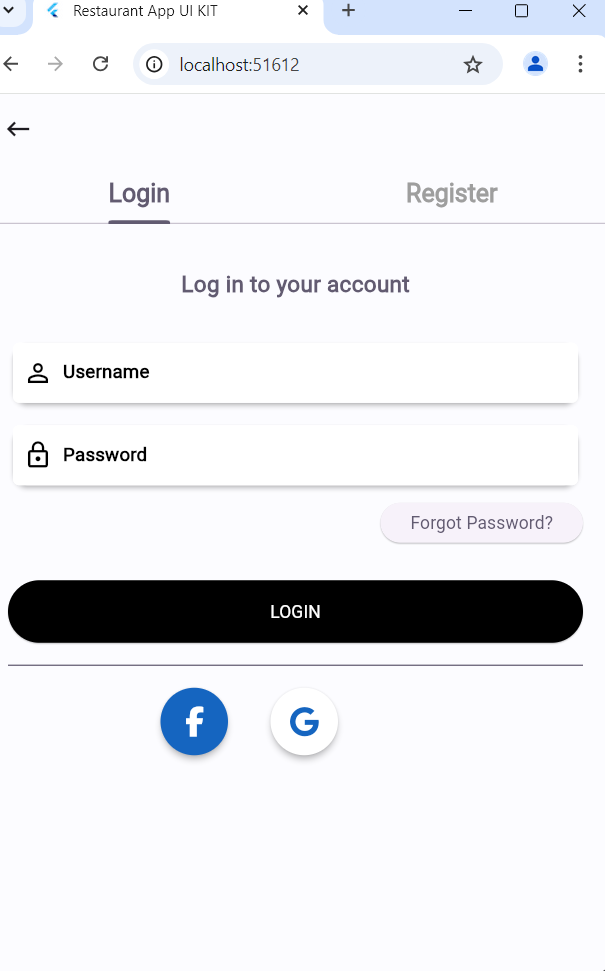 Restaurant App UI KIT
localhost:51612
Login
Register
Log in to your account
Username
Password
Forgot Password?
LOGIN